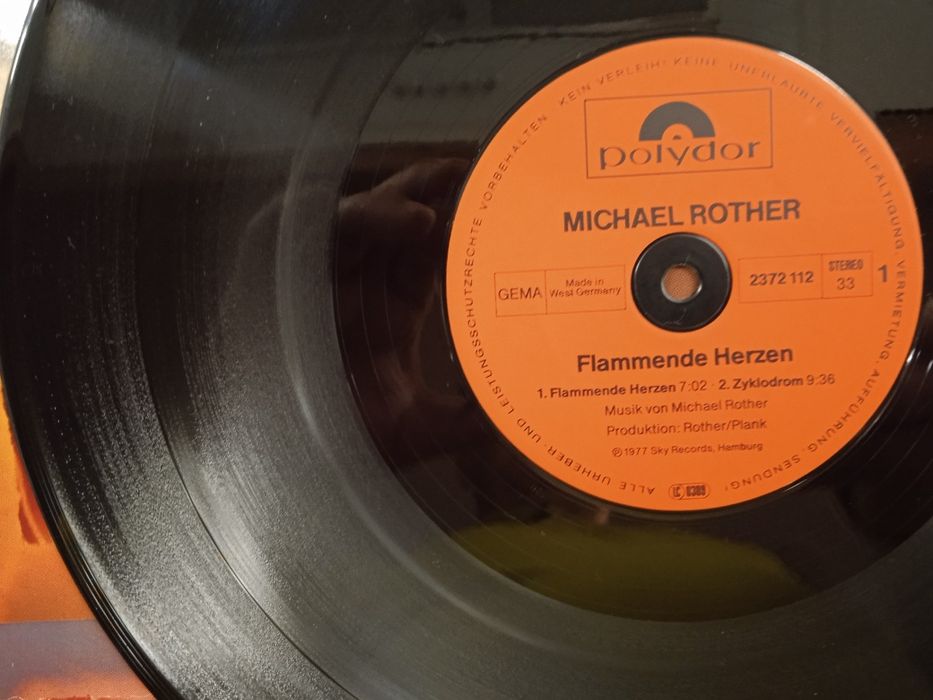 ALLE URHEBER- UND LEISTUNGSSCHUTZRECHTE VORBEHALTEN KEIN VERLEIH! KEINE UNERLAUBTE VERVIELFÄLTIGUNG, VERMIETUNG, AUFFÜHRUNG, SENDUNG!
polydor
MICHAEL ROTHER
GEMA
Made in
West Germany
2372 112
STEREO
33
1
Flammende Herzen
1. Flammende Herzen 7:02 · 2. Zyklodrom 9:36
Musik von Michael Rother
Produktion: Rother/Plank
℗ 1977 Sky Records, Hamburg
LC 0309